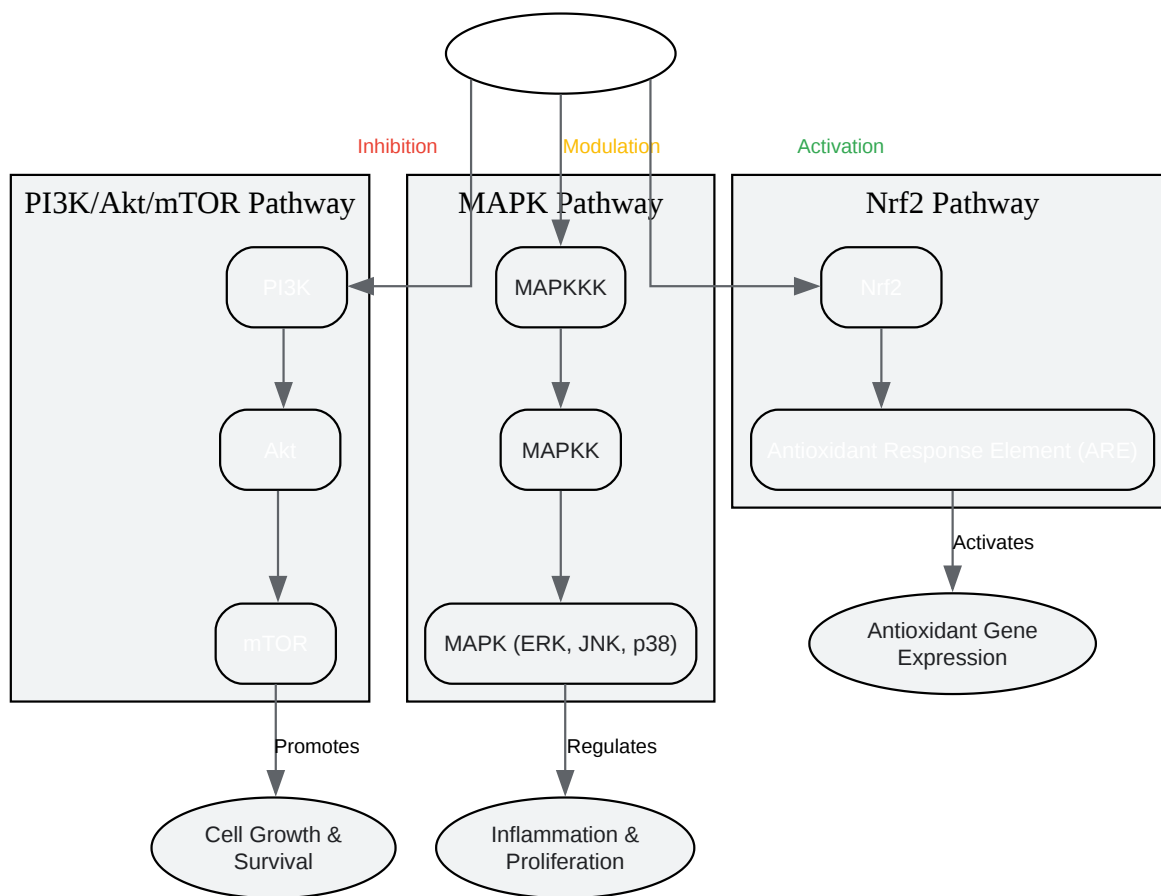 Inhibition
Modulation
Activation
PI3K/Akt/mTOR Pathway
MAPK Pathway
Nrf2 Pathway
PI3K
MAPKKK
Nrf2
Akt
MAPKK
Antioxidant Response Element (ARE)
Activates
mTOR
MAPK (ERK, JNK, p38)
Antioxidant Gene
Expression
Promotes
Regulates
Cell Growth &
Survival
Inflammation &
Proliferation